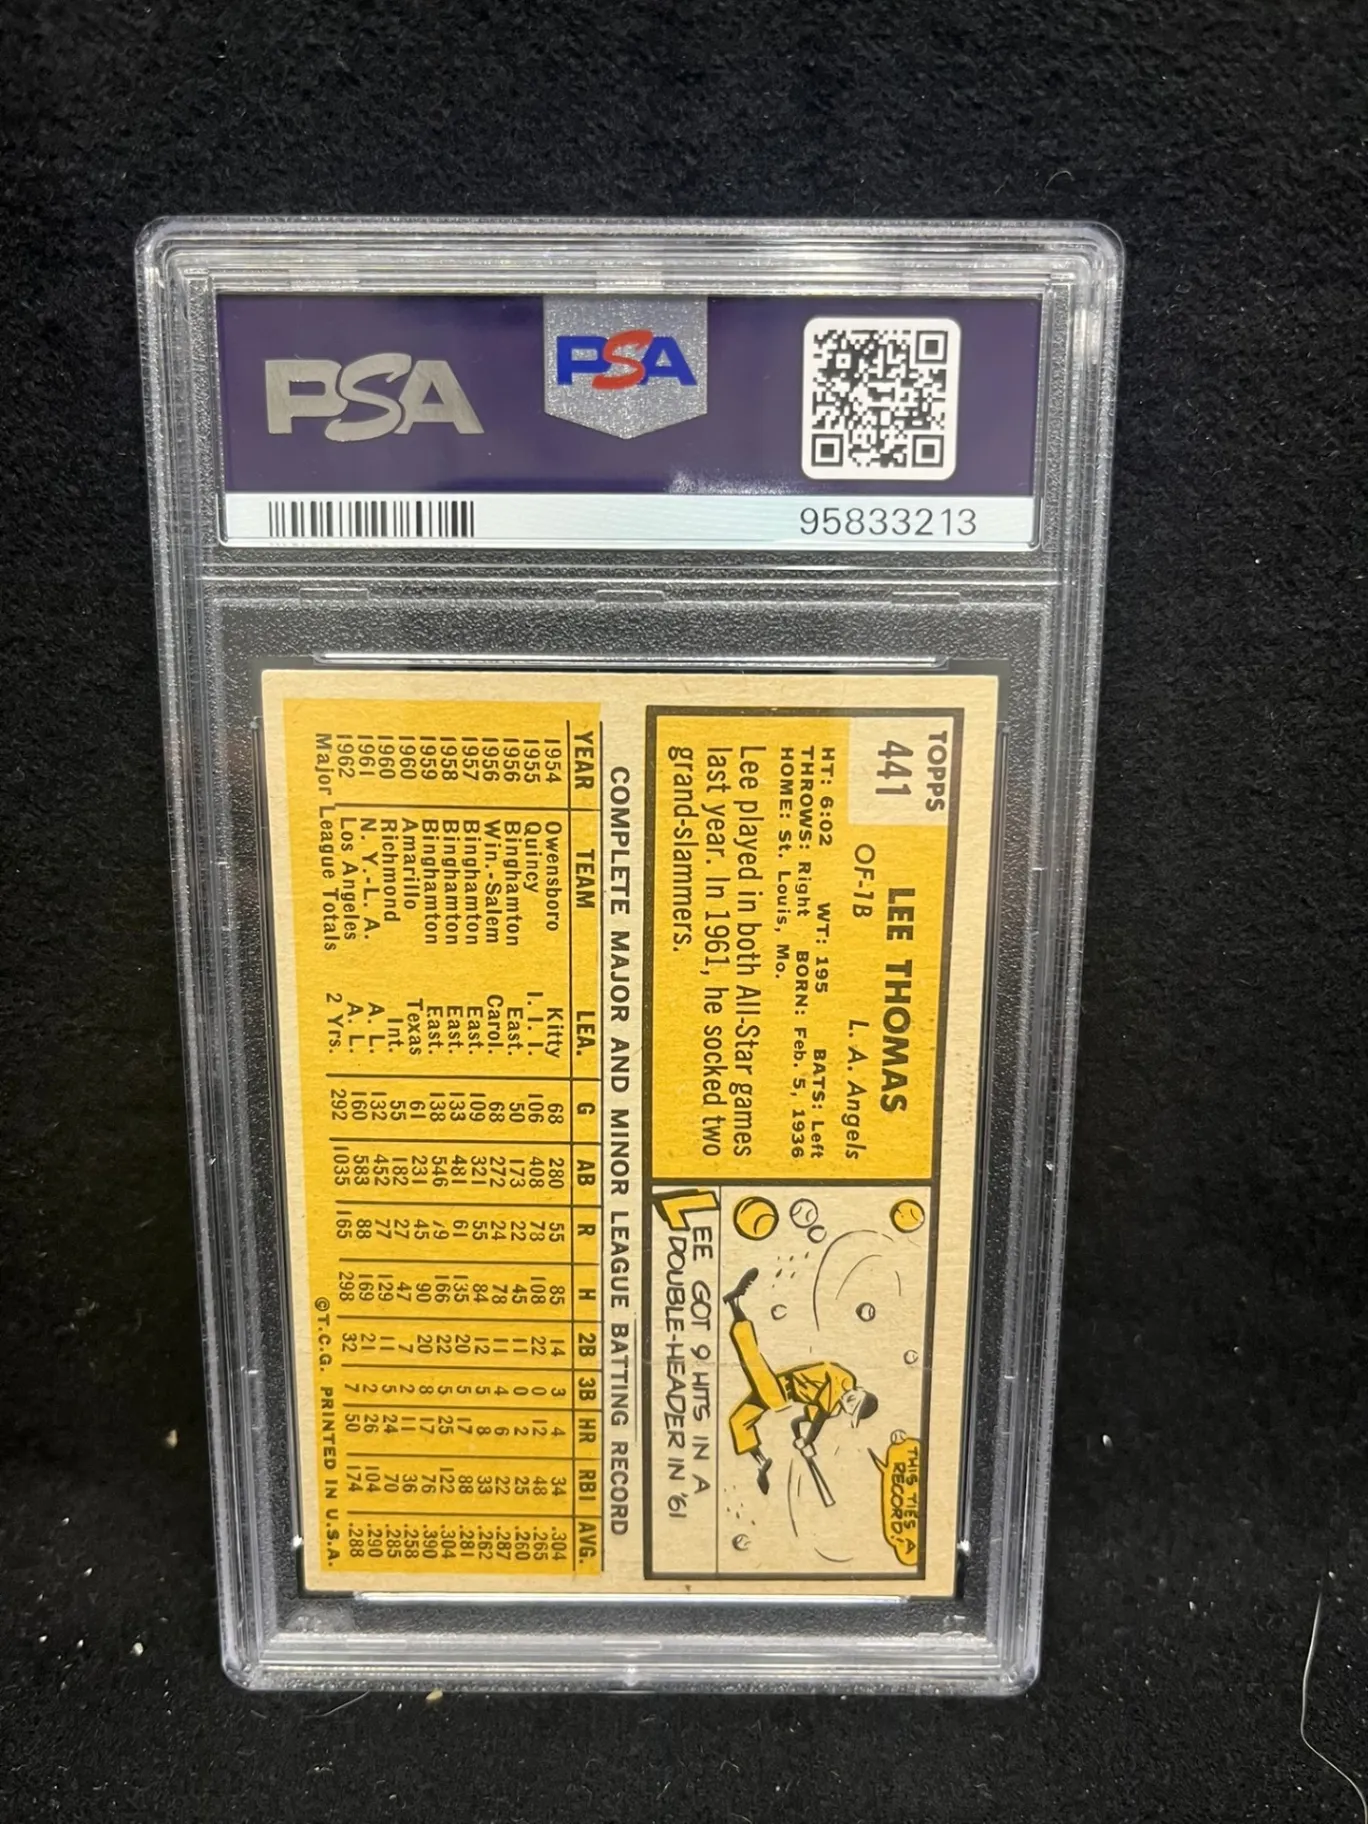 PSA
PSA
95833213
TOPPS
441
LEE THOMAS
OF-1B L. A. Angels
HT: 6:02 WT: 195 BATS: Left
THROWS: Right BORN: Feb. 5, 1936
HOME: St. Louis, Mo.
Lee played in both All-Star games
last year. In 1961, he socked two
grand-slammers.
THIS TIES A
RECORD!
LEE GOT 9 HITS IN A
DOUBLE-HEADER IN '61
COMPLETE MAJOR AND MINOR LEAGUE BATTING RECORD
YEAR TEAM LEA. G AB R H 2B 3B HR RBI AVG.
1954 Owensboro Kitty 68 280 55 85 14 3 4 34 .304
1955 Quincy I. I. I. 106 408 78 108 22 0 12 48 .265
1956 Binghamton East. 50 173 22 45 11 0 2 25 .260
1956 Win.-Salem Carol. 68 272 24 78 11 4 6 22 .287
1957 Binghamton East. 109 321 55 84 12 5 8 33 .262
1958 Binghamton East. 133 481 61 135 20 5 17 88 .281
1959 Binghamton East. 138 546 79 166 22 5 25 122 .304
1960 Amarillo Texas 61 231 45 90 20 8 17 76 .390
1960 Richmond Int. 55 182 27 47 7 2 11 36 .258
1961 N. Y.-L. A. A. L. 132 452 77 129 11 5 24 70 .285
1962 Los Angeles A. L. 160 583 88 169 21 2 26 104 .290
Major League Totals 2 Yrs. 292 1035 165 298 32 7 50 174 .288
©T.C.G. PRINTED IN U.S.A.